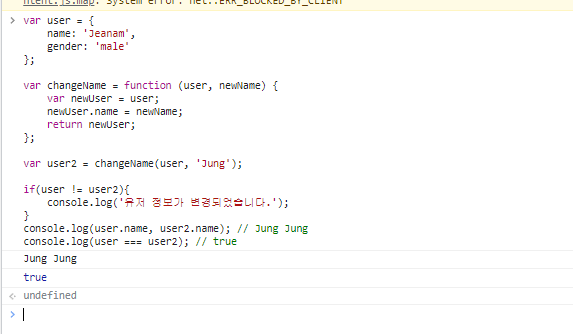 ntent.js.map: System error: net::ERR_BLOCKED_BY_CLIENT
> var user = {
name: 'Jeanam',
gender: 'male'
};
var changeName = function (user, newName) {
var newUser = user;
newUser.name = newName;
return newUser;
};
var user2 = changeName(user, 'Jung');
if(user != user2){
console.log('유저 정보가 변경되었습니다.');
}
console.log(user.name, user2.name); // Jung Jung
console.log(user === user2); // true
Jung Jung
true
undefined
>